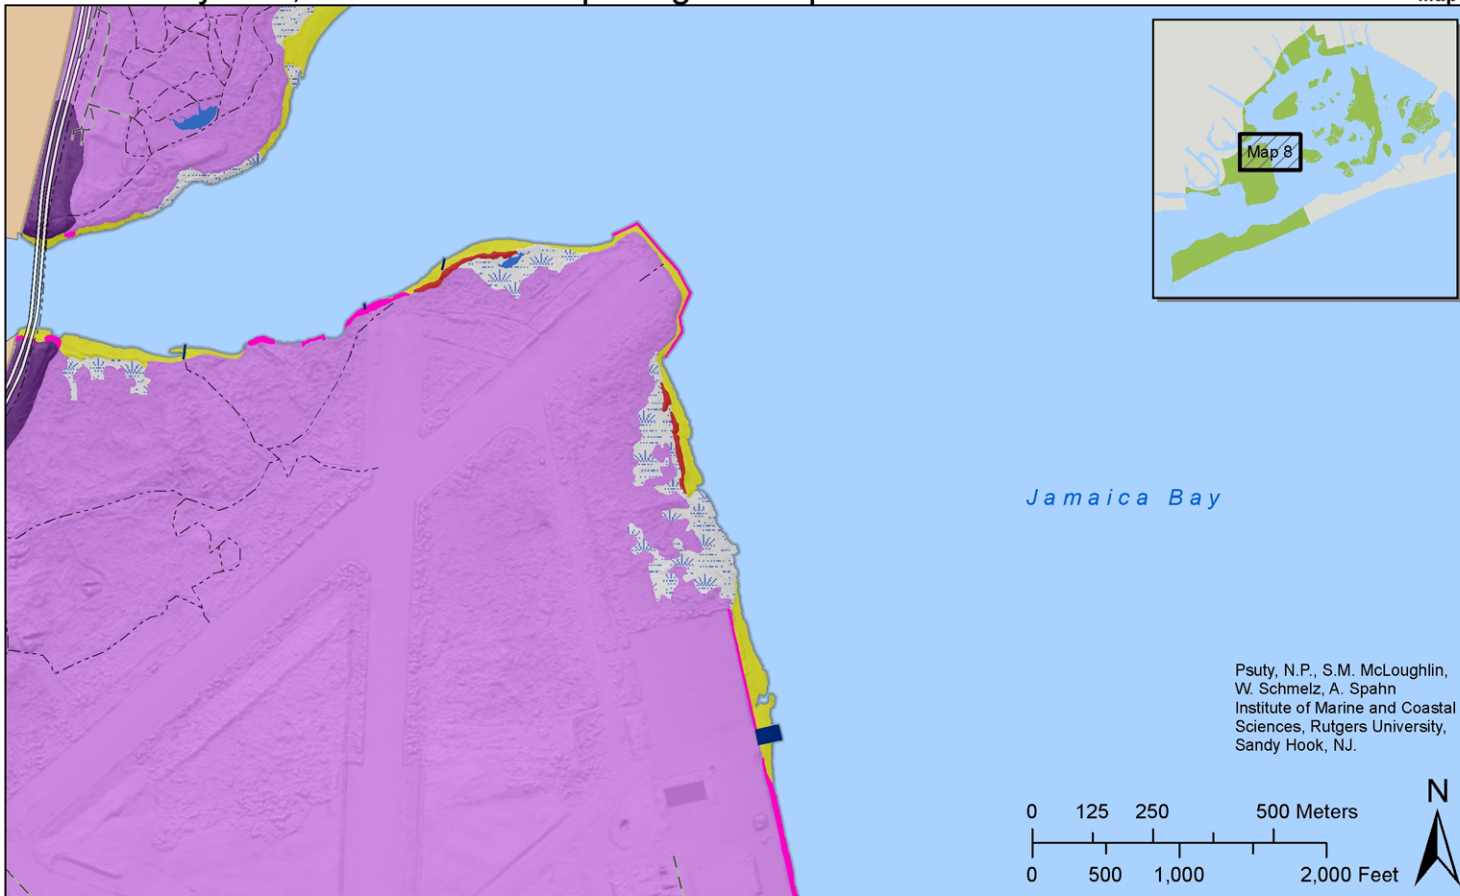 Map 8
Jamaica Bay
Psuty, N.P., S.M. McLoughlin,
W. Schmelz, A. Spahn
Institute of Marine and Coastal
Sciences, Rutgers University,
Sandy Hook, NJ.
N
0 125 250 500 Meters
0 500 1,000 2,000 Feet